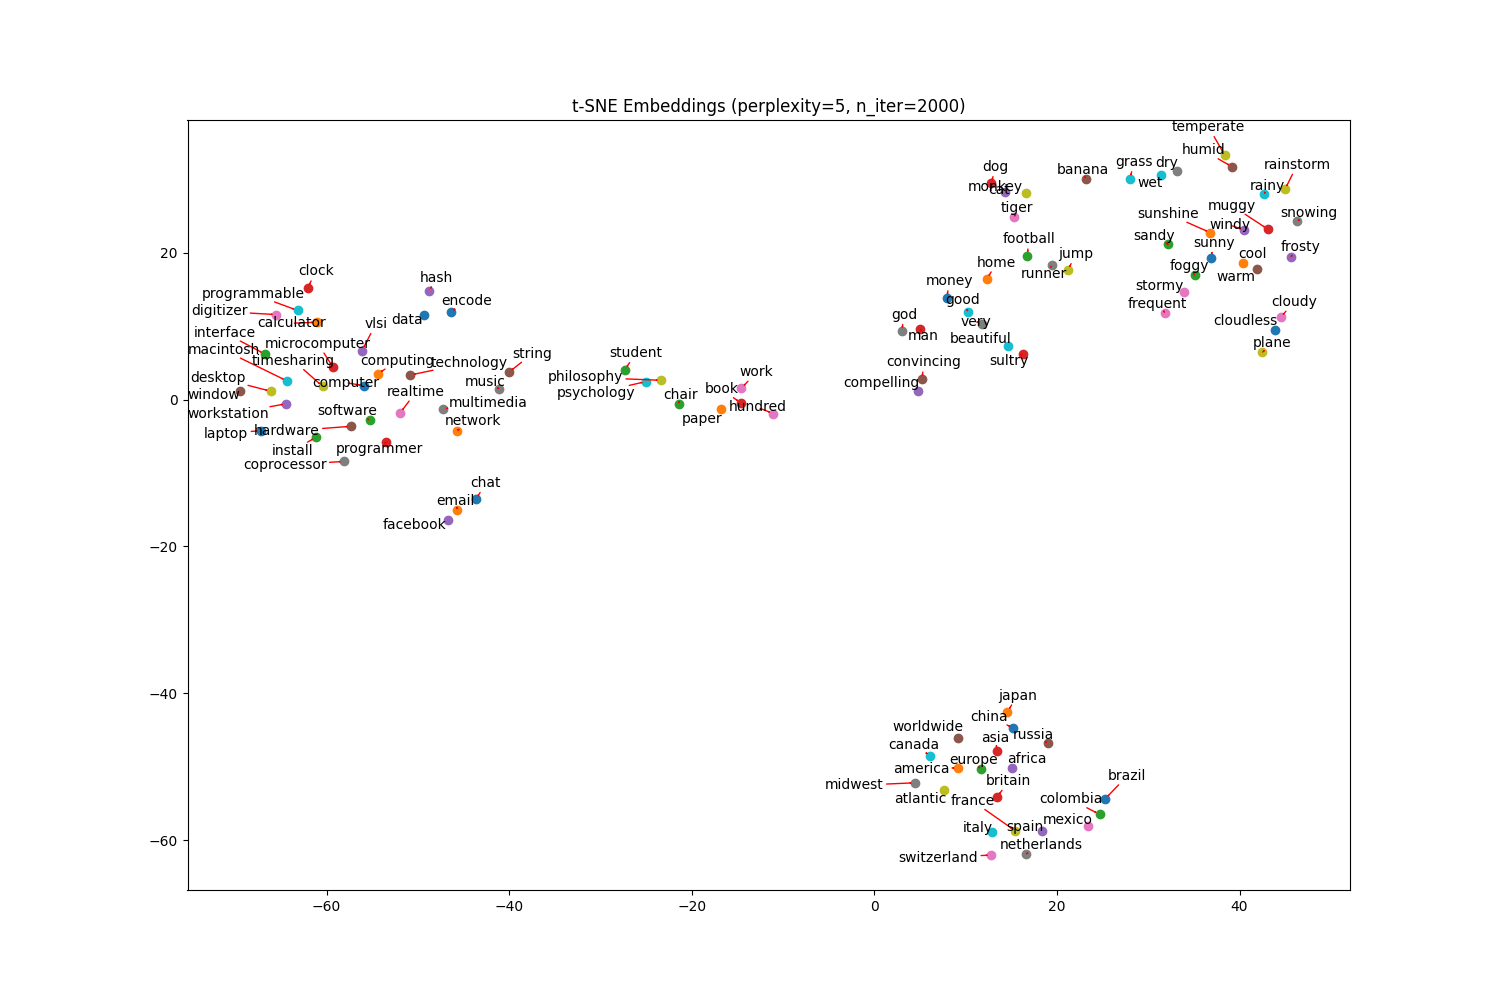 t-SNE Embeddings (perplexity=5, n_iter=2000)
temperate
humid
dog
banana
grass
dry
rainstorm
monkey
cat
wet
rainy
tiger
sunshine
muggy
snowing
windy
football
sandy
sunny
frosty
home
runner
jump
foggy
cool
warm
money
stormy
good
frequent
cloudy
god
very
cloudless
man
beautiful
plane
sultry
convincing
compelling
clock
hash
programmable
encode
digitizer
calculator
data
vlsi
interface
microcomputer
macintosh
timesharing
computing
technology
string
desktop
computer
music
window
realtime
workstation
software
multimedia
laptop
hardware
network
install
programmer
coprocessor
chat
email
facebook
student
philosophy
psychology
chair
book
work
paper
hundred
japan
china
worldwide
canada
asia
russia
america
europe
africa
midwest
britain
brazil
atlantic
france
colombia
italy
spain
mexico
switzerland
netherlands
20
0
−20
−40
−60
−60
−40
−20
0
20
40